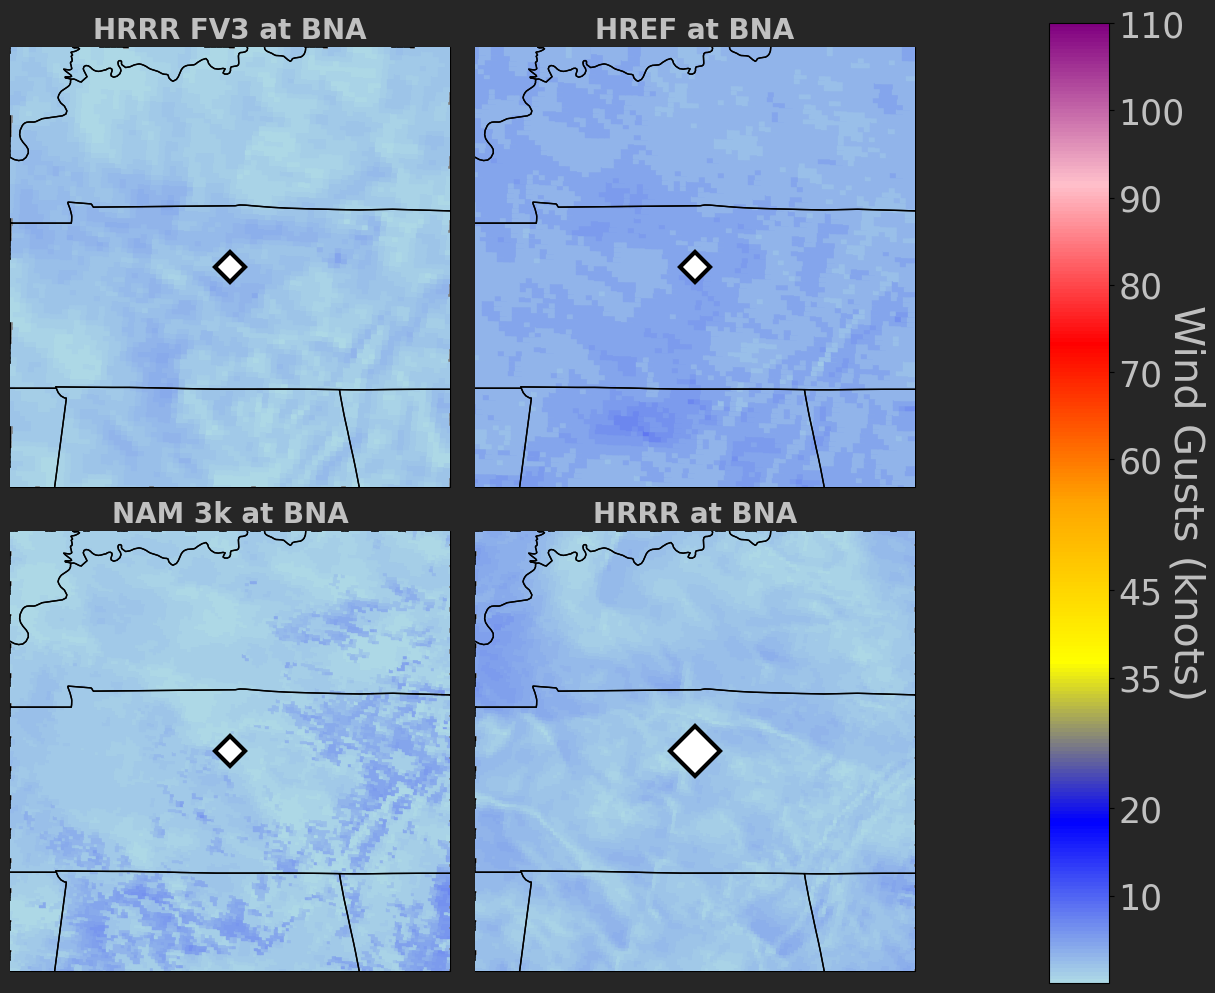 HRRR FV3 at BNA
HREF at BNA
NAM 3k at BNA
HRRR at BNA
110
100
90
80
70
60
45
35
20
10
Wind Gusts (knots)